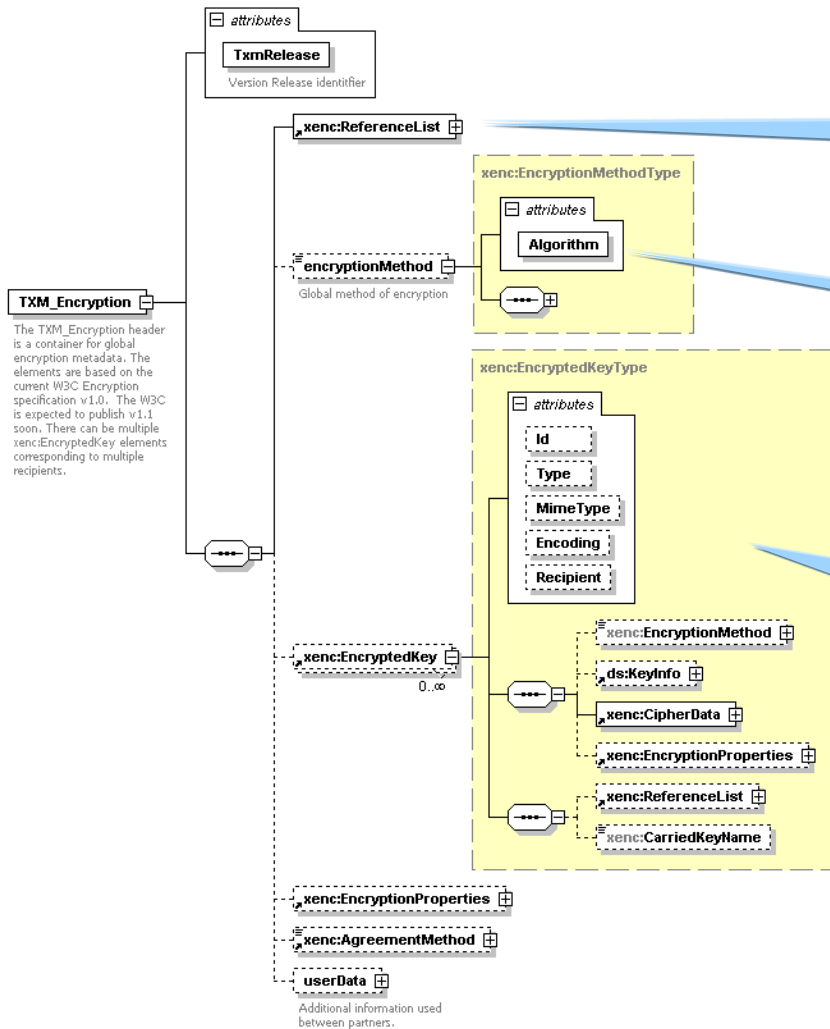 attributes
TxmRelease
Version Release identitfier
xenc:ReferenceList
xenc:EncryptionMethodType
attributes
Algorithm
encryptionMethod
Global method of encryption
TXM_Encryption
The TXM_Encryption header
is a container for global
encryption metadata. The
elements are based on the
current W3C Encryption
specification v1.0. The W3C
is expected to publish v1.1
soon. There can be multiple
xenc:EncryptedKey elements
corresponding to multiple
recipients.
xenc:EncryptedKeyType
attributes
Id
Type
MimeType
Encoding
Recipient
xenc:EncryptedKey
0..∞
xenc:EncryptionMethod
ds:KeyInfo
xenc:CipherData
xenc:EncryptionProperties
xenc:ReferenceList
xenc:CarriedKeyName
xenc:EncryptionProperties
xenc:AgreementMethod
userData
Additional information used
between partners.